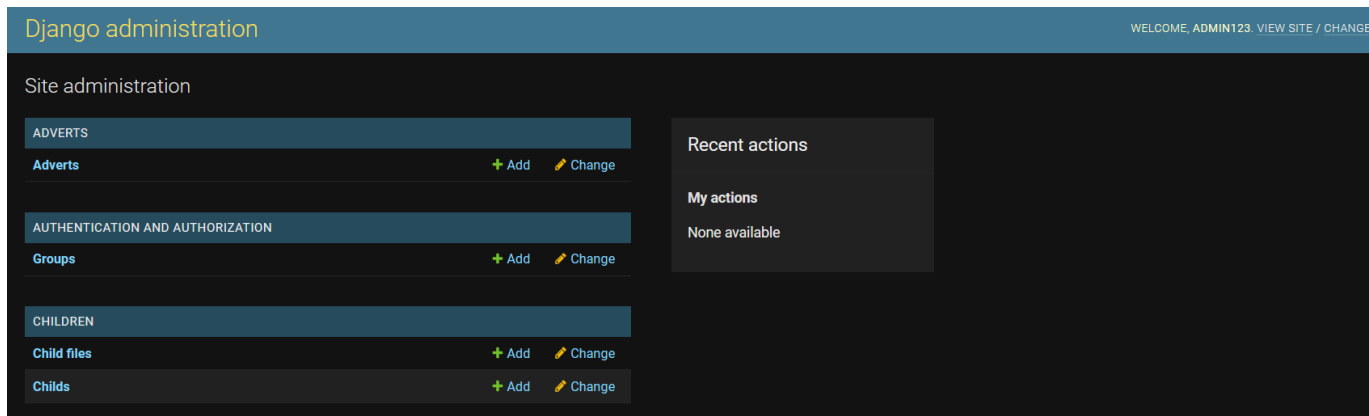 Django administration
WELCOME, ADMIN123. VIEW SITE / CHANGE
Site administration
ADVERTS
Adverts Add Change
AUTHENTICATION AND AUTHORIZATION
Groups Add Change
CHILDREN
Child files Add Change
Childs Add Change
Recent actions
My actions
None available